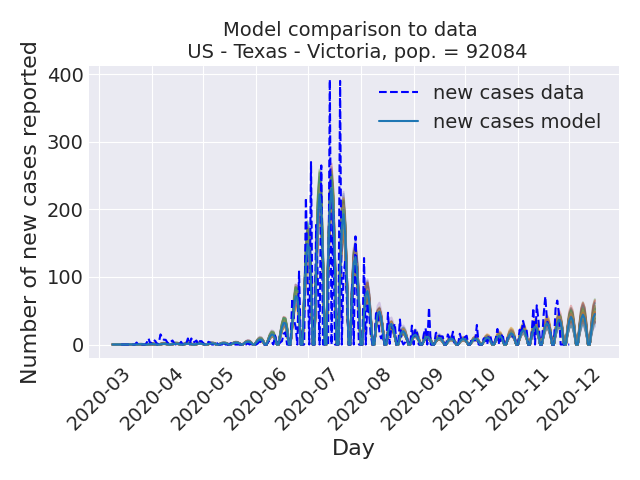 Model comparison to data
US - Texas - Victoria, pop. = 92084
Number of new cases reported
400
300
200
100
0
new cases data
new cases model
2020-03
2020-04
2020-05
2020-06
2020-07
2020-08
2020-09
2020-10
2020-11
2020-12
Day